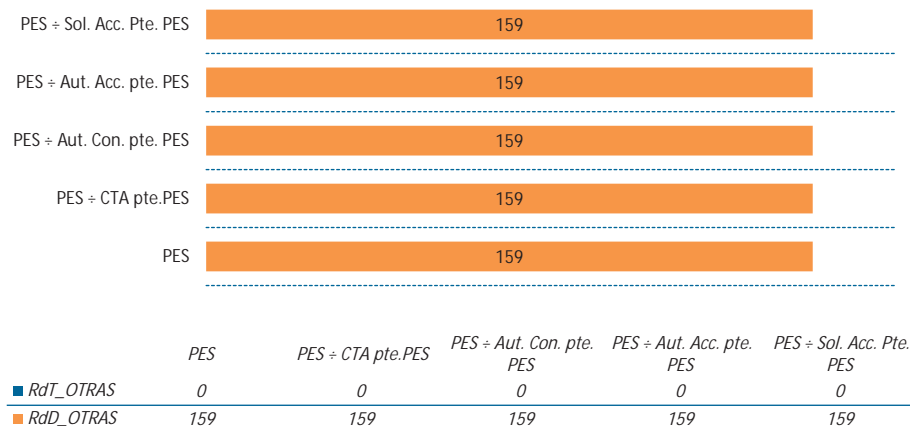 PES ÷ Sol. Acc. Pte. PES
159
PES ÷ Aut. Acc. pte. PES
159
PES ÷ Aut. Con. pte. PES
159
PES ÷ CTA pte.PES
159
PES
159
PES PES ÷ CTA pte.PES PES ÷ Aut. Con. pte. PES PES ÷ Aut. Acc. pte. PES PES ÷ Sol. Acc. Pte. PES
RdT_OTRAS 0 0 0 0 0
RdD_OTRAS 159 159 159 159 159